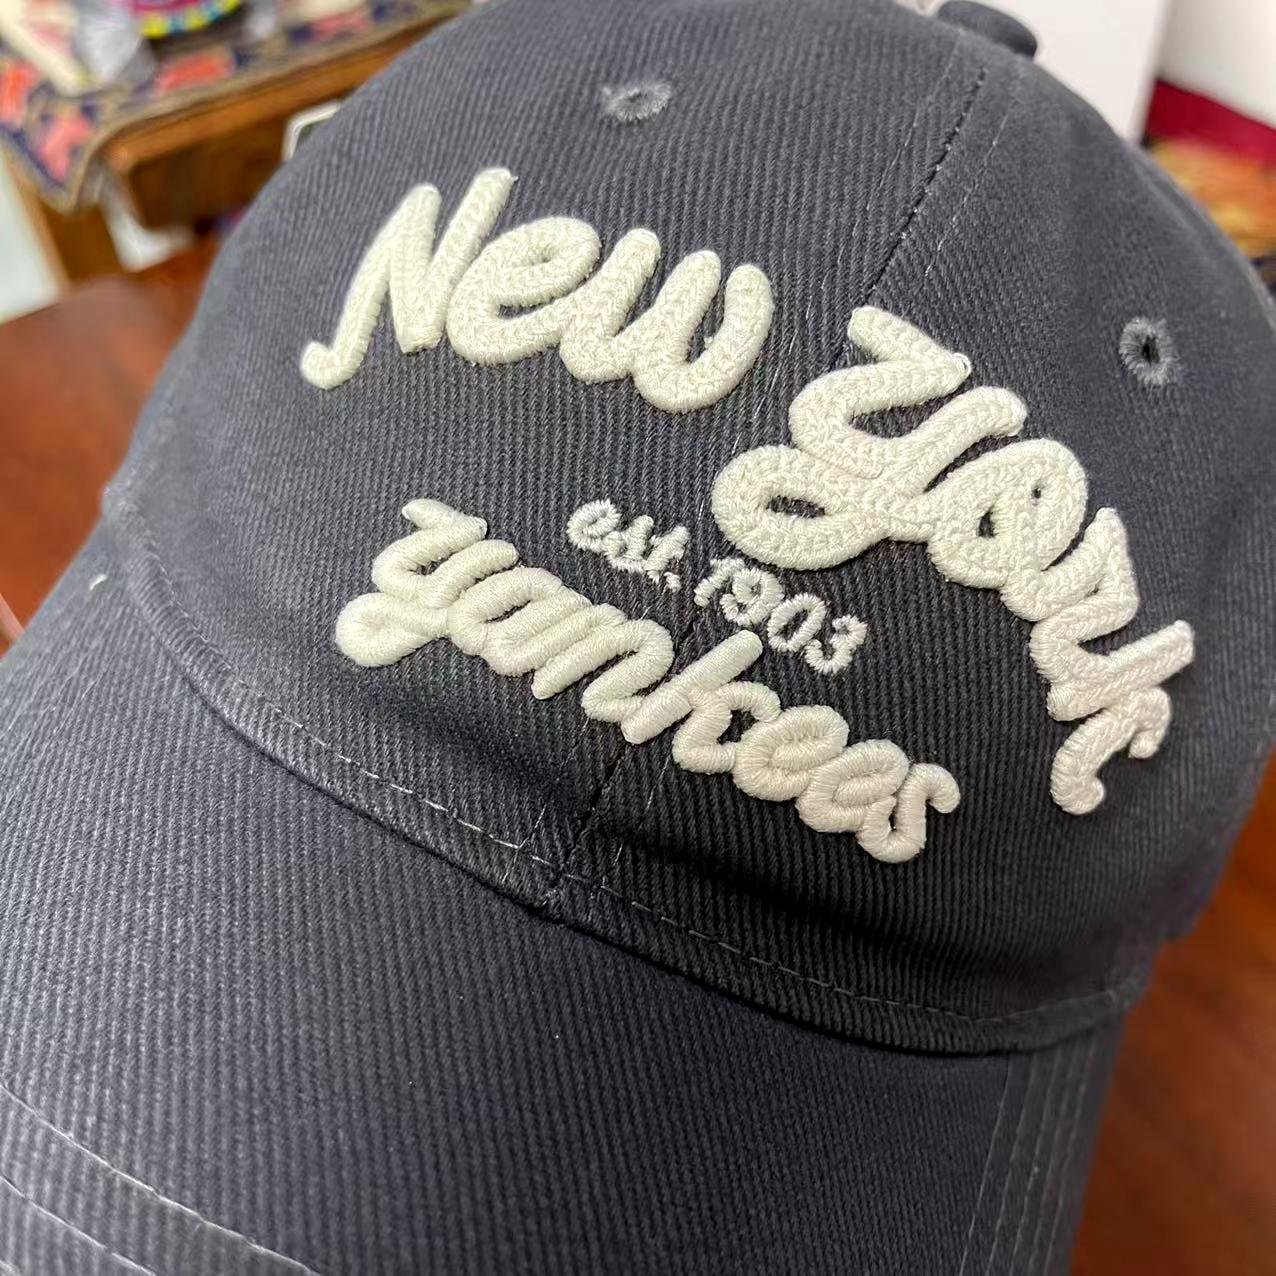 New York
est. 1903
yankees